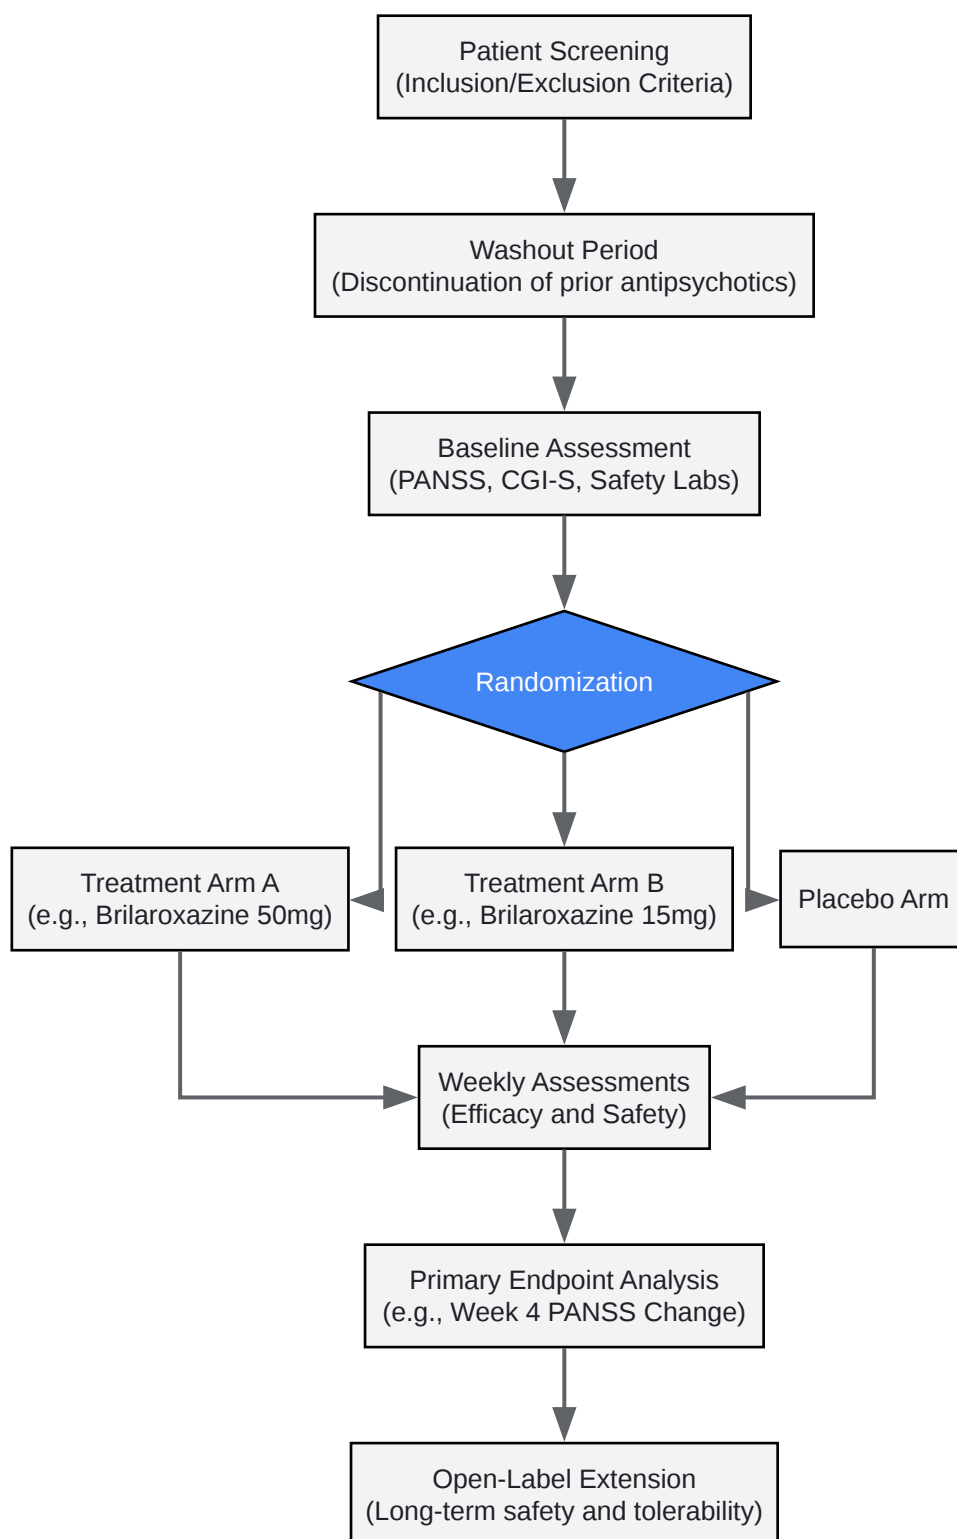 Patient Screening
(Inclusion/Exclusion Criteria)
Washout Period
(Discontinuation of prior antipsychotics)
Baseline Assessment
(PANSS, CGI-S, Safety Labs)
Randomization
Treatment Arm A
(e.g., Brilaroxazine 50mg)
Treatment Arm B
(e.g., Brilaroxazine 15mg)
Placebo Arm
Weekly Assessments
(Efficacy and Safety)
Primary Endpoint Analysis
(e.g., Week 4 PANSS Change)
Open-Label Extension
(Long-term safety and tolerability)